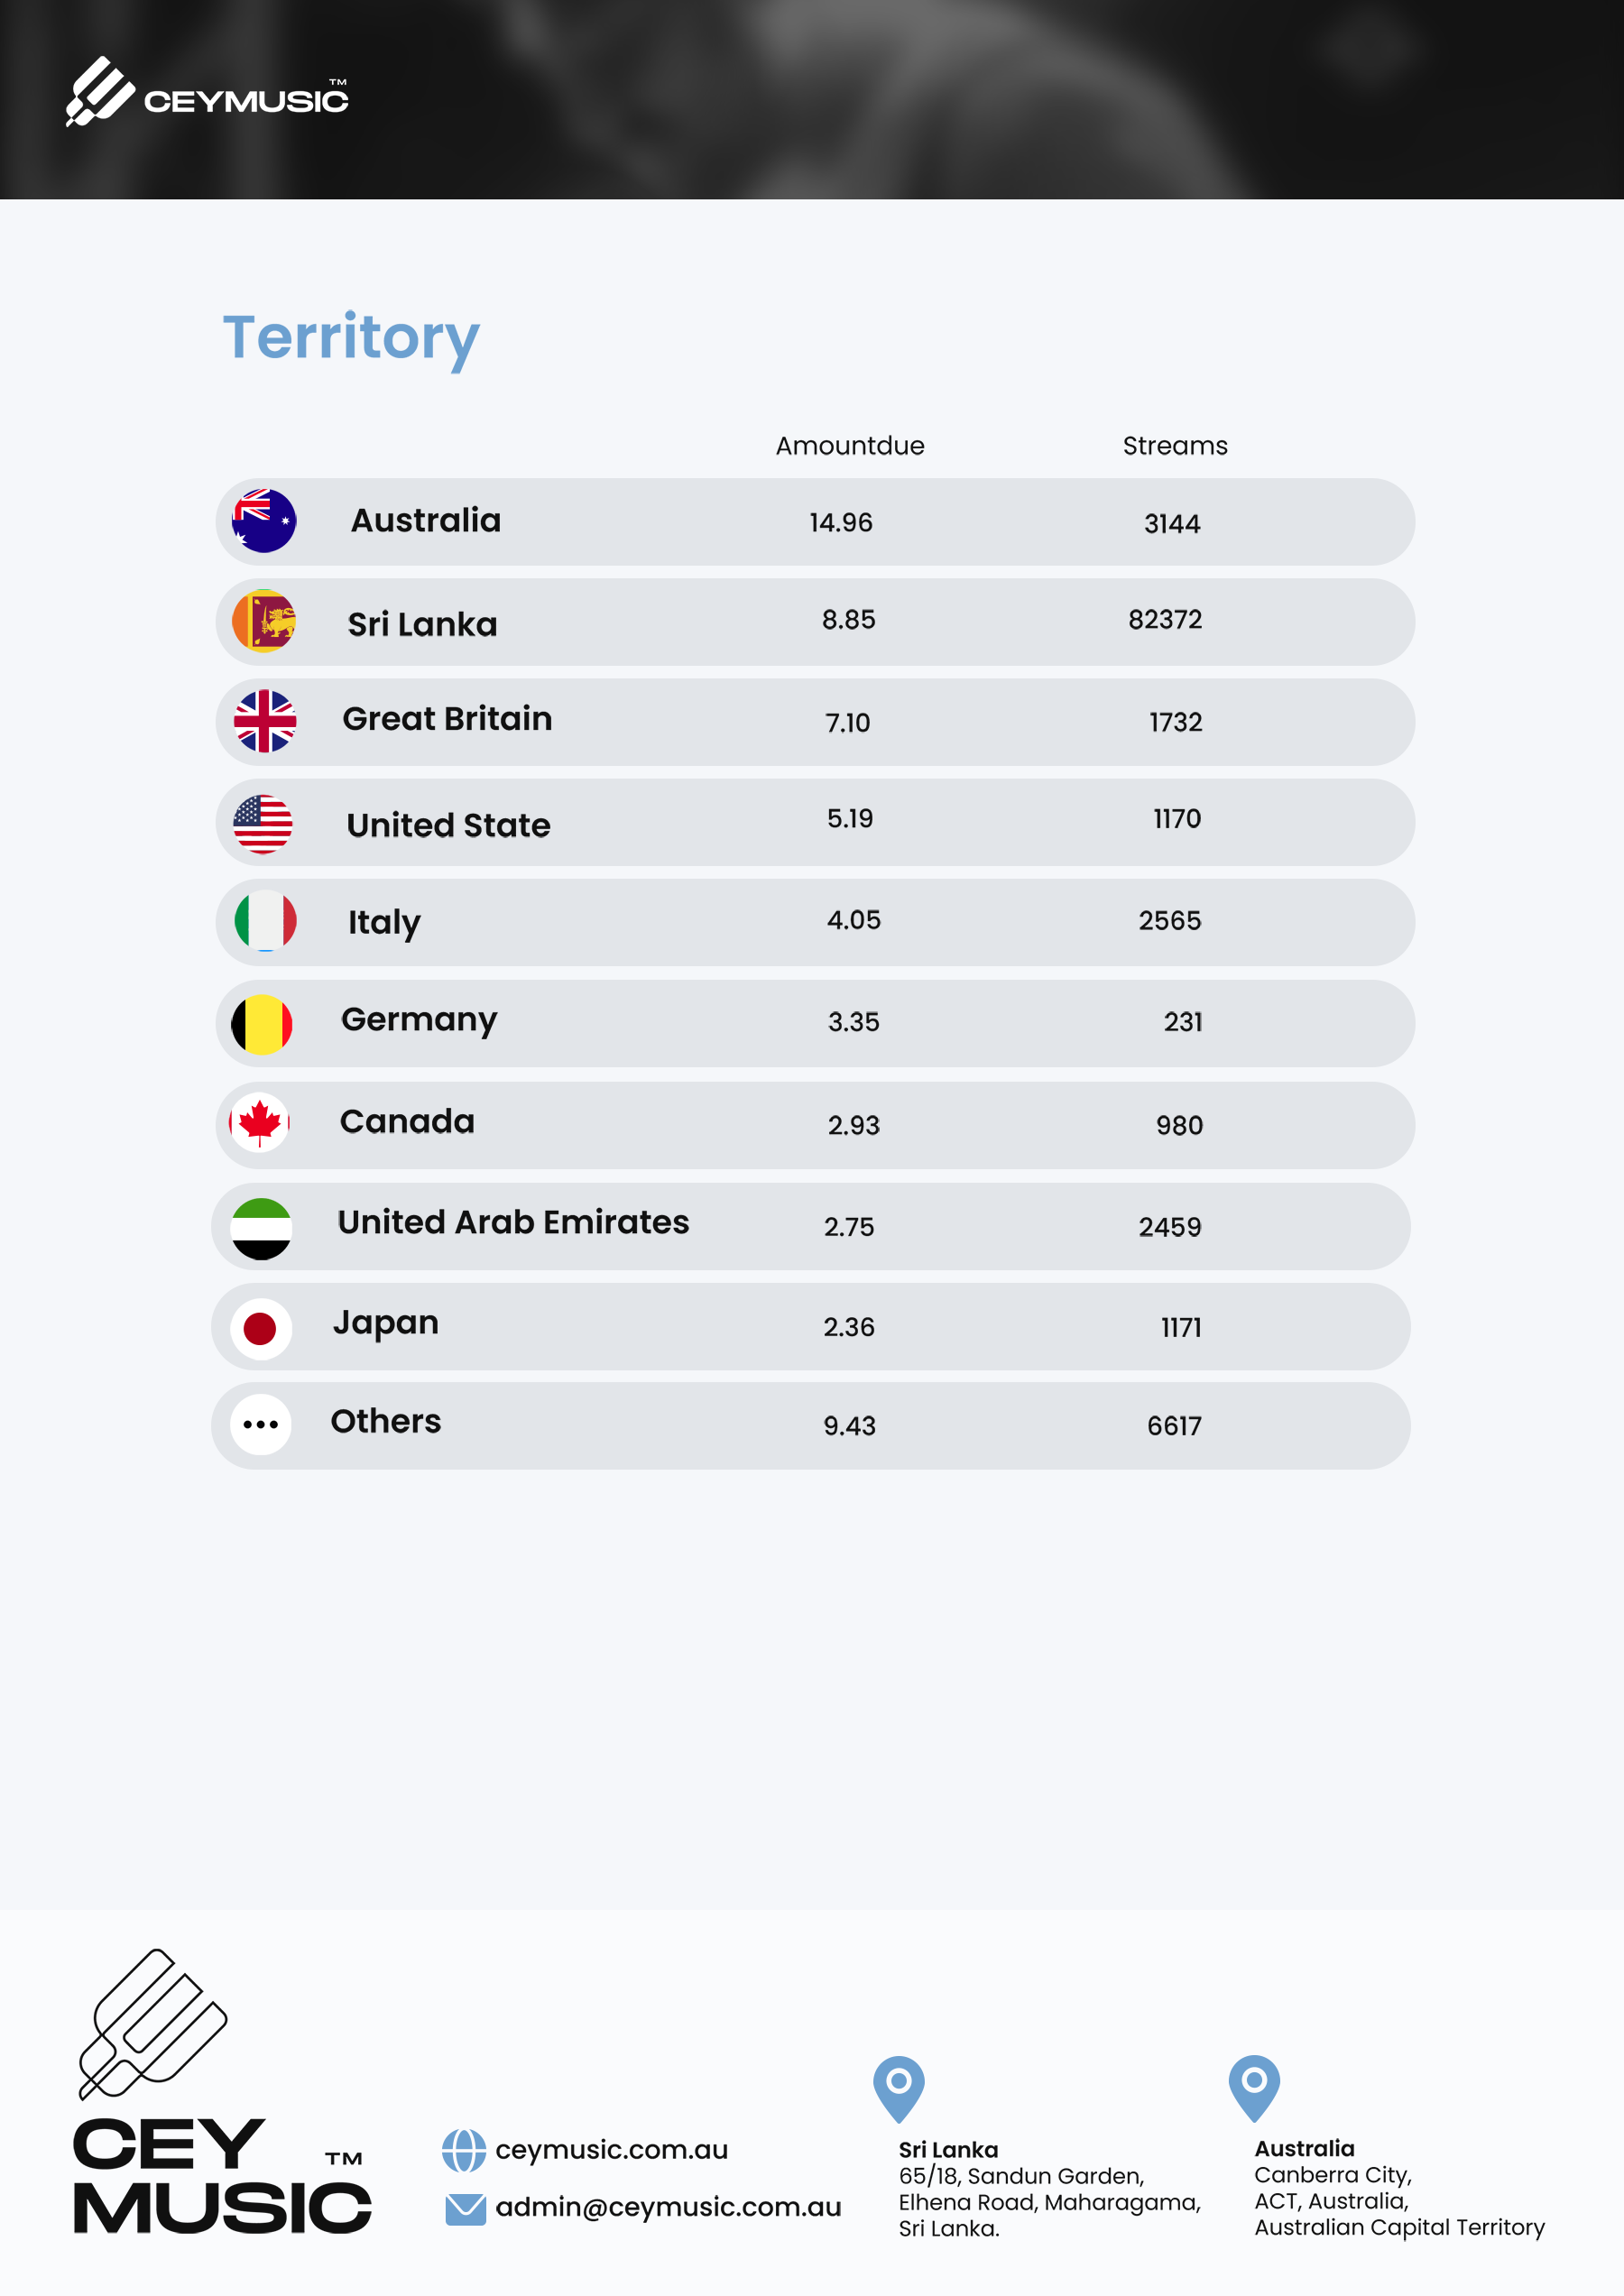 CEYMUSIC™
Territory
Amountdue Streams
Australia 14.96 3144
Sri Lanka 8.85 82372
Great Britain 7.10 1732
United State 5.19 1170
Italy 4.05 2565
Germany 3.35 231
Canada 2.93 980
United Arab Emirates 2.75 2459
Japan 2.36 1171
Others 9.43 6617
CEY
MUSIC™
ceymusic.com.au
admin@ceymusic.com.au
Sri Lanka
65/18, Sandun Garden,
Elhena Road, Maharagama,
Sri Lanka.
Australia
Canberra City,
ACT, Australia,
Australian Capital Territory